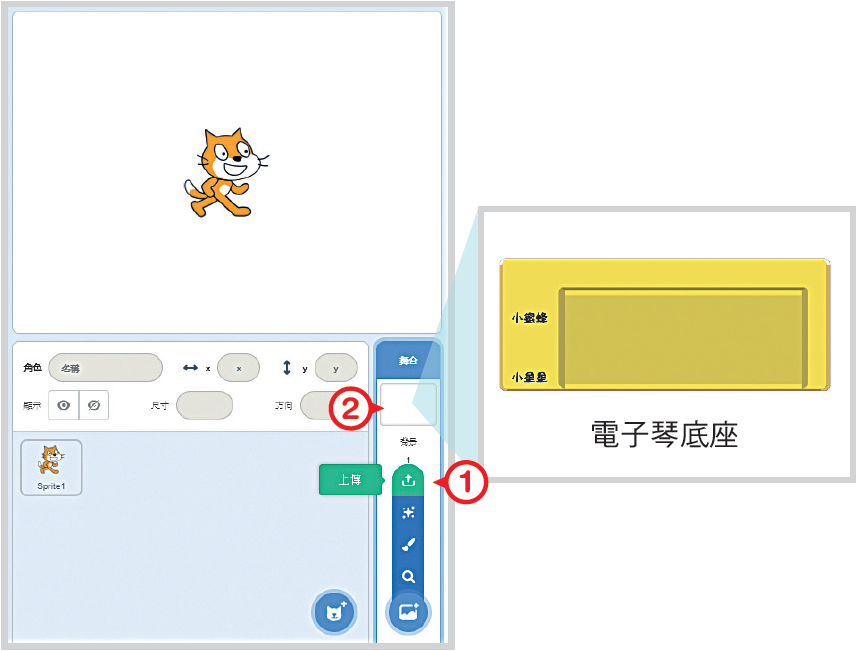 角色
名稱
x
x
y
y
舞台
顯示
尺寸
方向
②
背景
1
Sprite1
上傳
①
小蜜蜂
小星星
電子琴底座